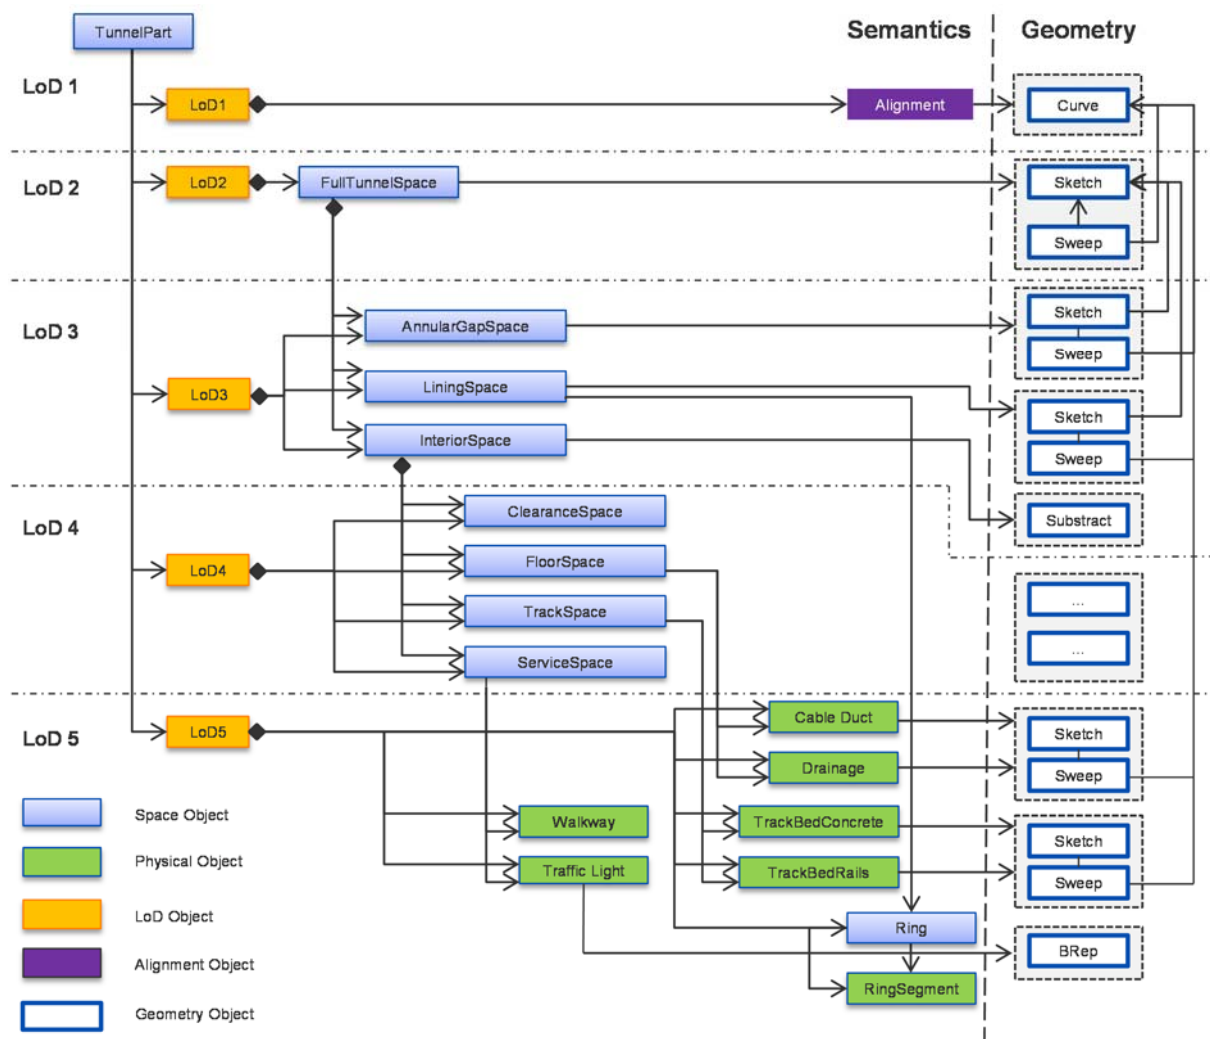 TunnelPart
Semantics
Geometry
LoD 1
LoD1
Alignment
Curve
LoD 2
LoD2
FullTunnelSpace
Sketch
Sweep
LoD 3
AnnularGapSpace
Sketch
Sweep
LoD3
LiningSpace
Sketch
InteriorSpace
Sweep
LoD 4
ClearanceSpace
Substract
LoD4
FloorSpace
TrackSpace
...
ServiceSpace
...
LoD 5
LoD5
Cable Duct
Sketch
Drainage
Sweep
Space Object
Walkway
TrackBedConcrete
Sketch
Physical Object
Traffic Light
TrackBedRails
Sweep
LoD Object
Ring
BRep
Alignment Object
RingSegment
Geometry Object